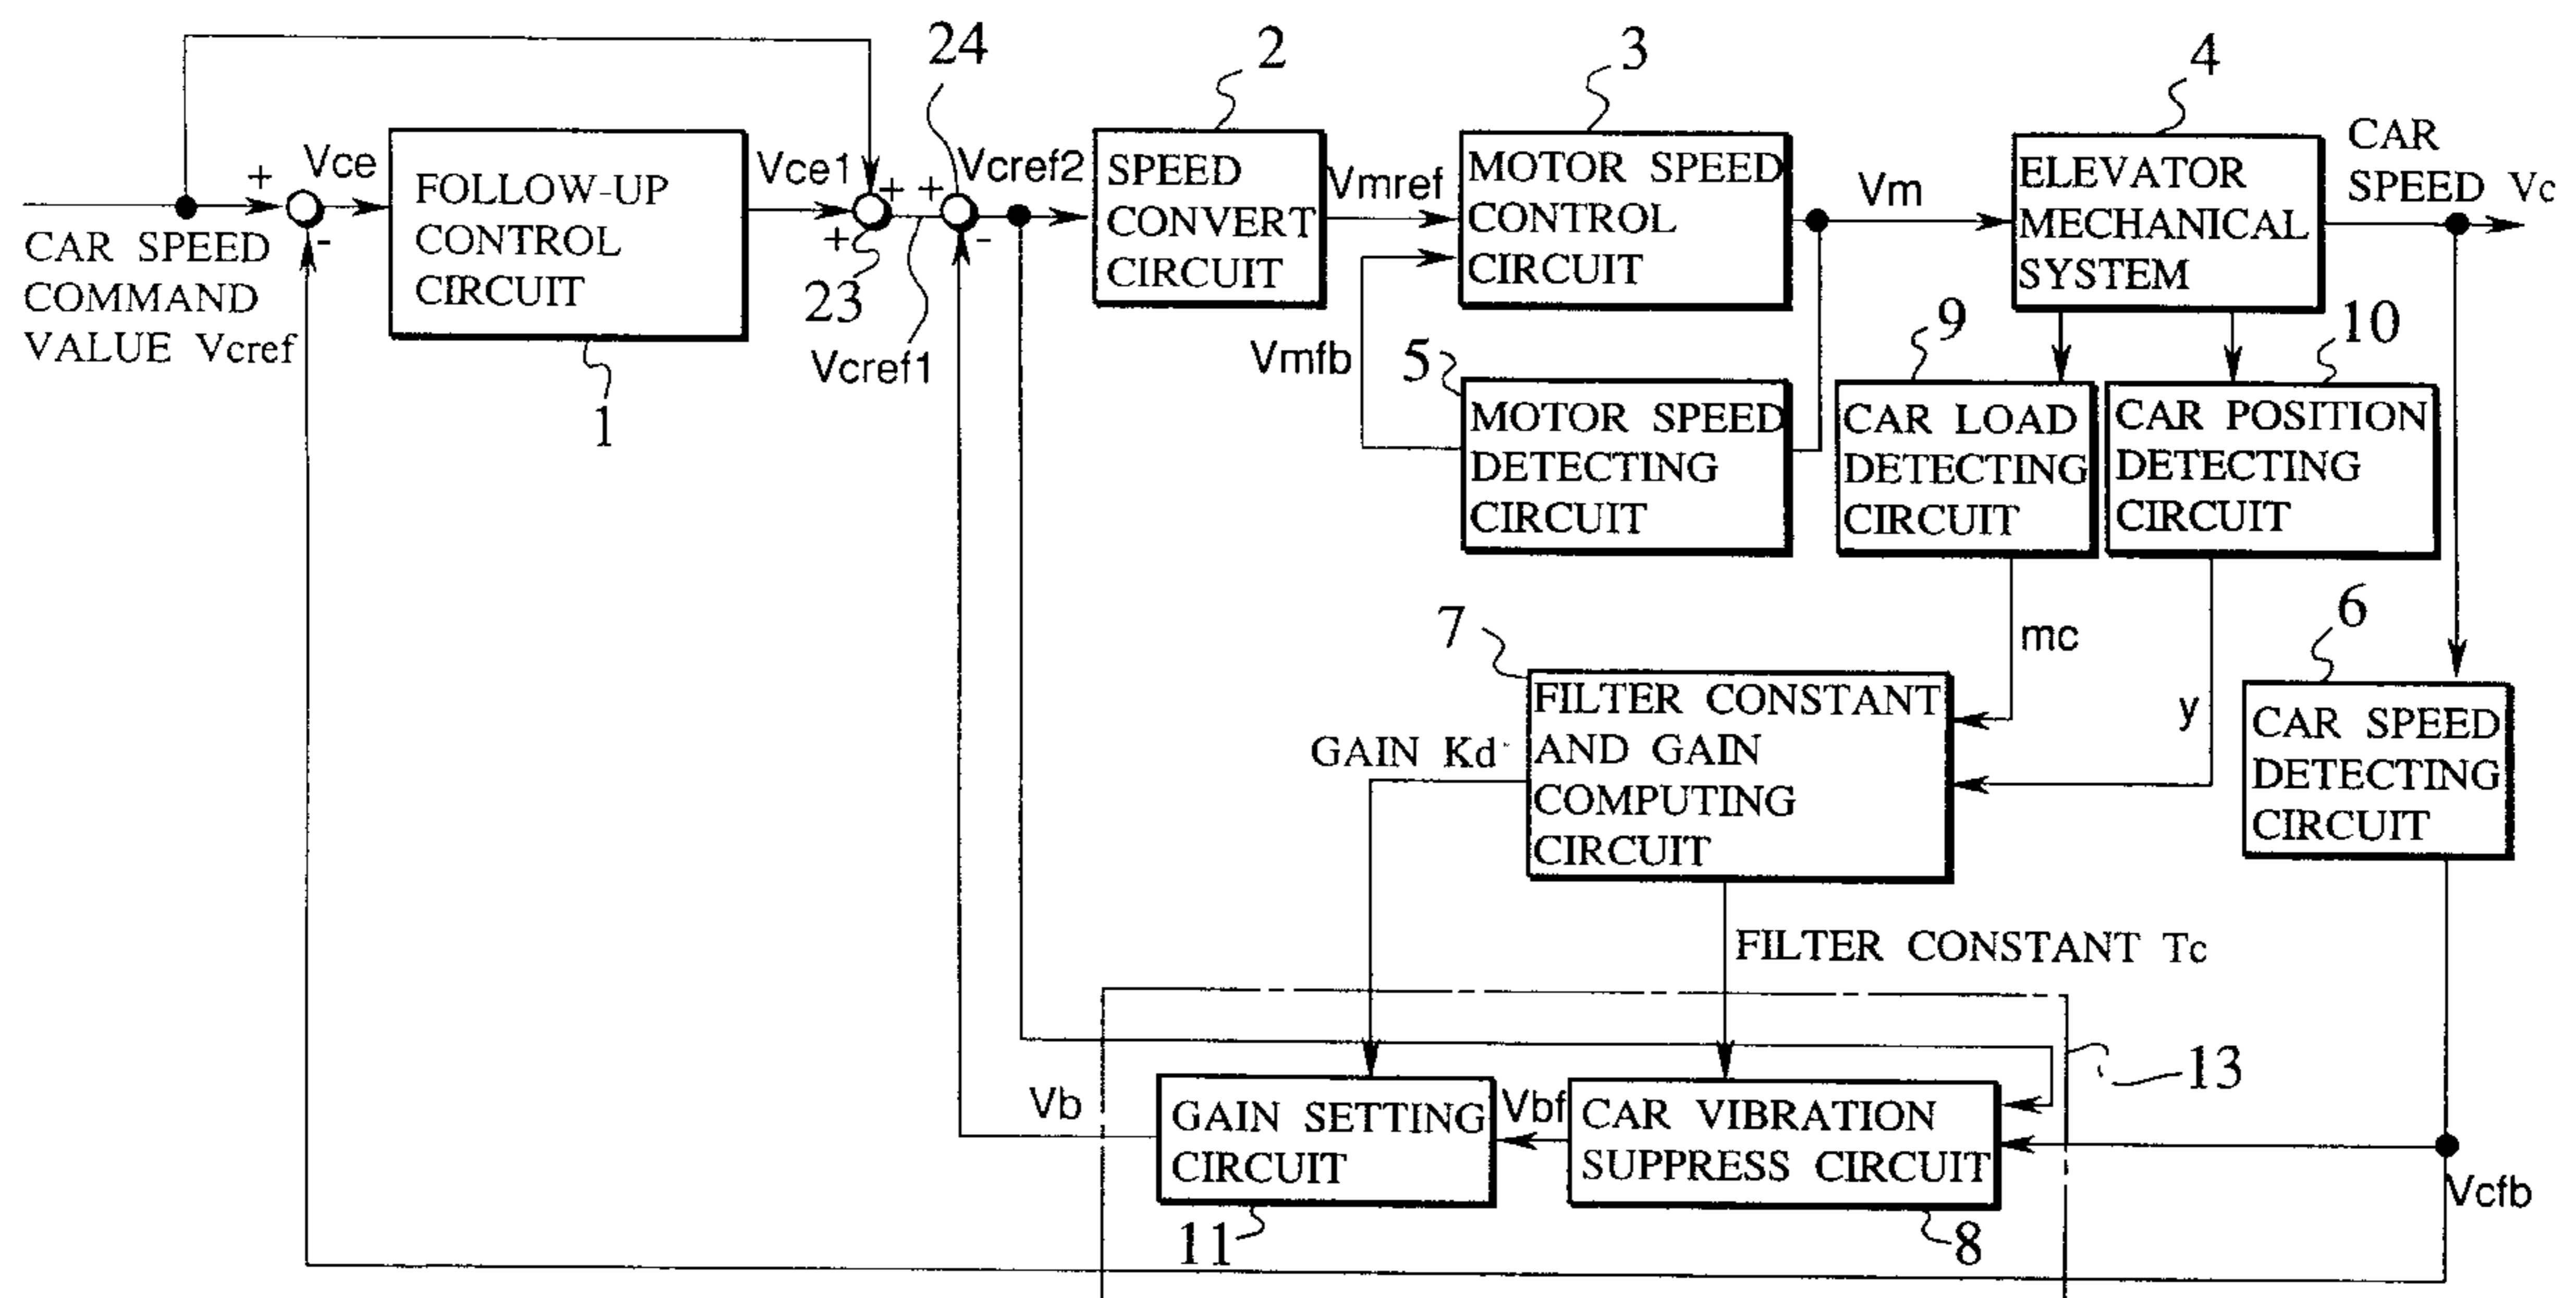 24
2
3
4
CAR
SPEED Vc
+
Vce
FOLLOW-UP
CONTROL
CIRCUIT
Vce1
+
+
Vcref2
SPEED
CONVERT
CIRCUIT
Vmref
MOTOR SPEED
CONTROL
CIRCUIT
Vm
ELEVATOR
MECHANICAL
SYSTEM
-
+
-
CAR SPEED
COMMAND
VALUE Vcref
23
Vcref1
1
Vmfb
5
MOTOR SPEED
DETECTING
CIRCUIT
9
CAR LOAD
DETECTING
CIRCUIT
10
CAR POSITION
DETECTING
CIRCUIT
7
mc
y
6
FILTER CONSTANT
AND GAIN
COMPUTING
CIRCUIT
CAR SPEED
DETECTING
CIRCUIT
GAIN Kd
FILTER CONSTANT Tc
13
Vb
GAIN SETTING
CIRCUIT
Vbf
CAR VIBRATION
SUPPRESS CIRCUIT
Vcfb
11
8